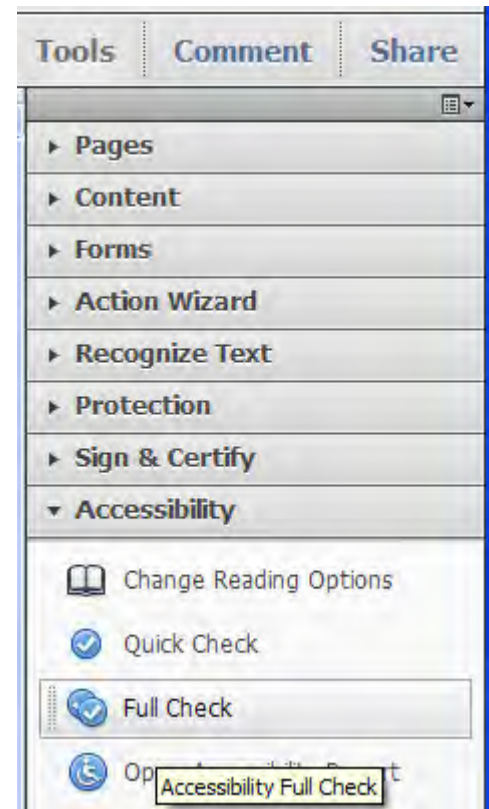 Tools Comment Share
Pages
Content
Forms
Action Wizard
Recognize Text
Protection
Sign & Certify
Accessibility
Change Reading Options
Quick Check
Full Check
Accessibility Full Check